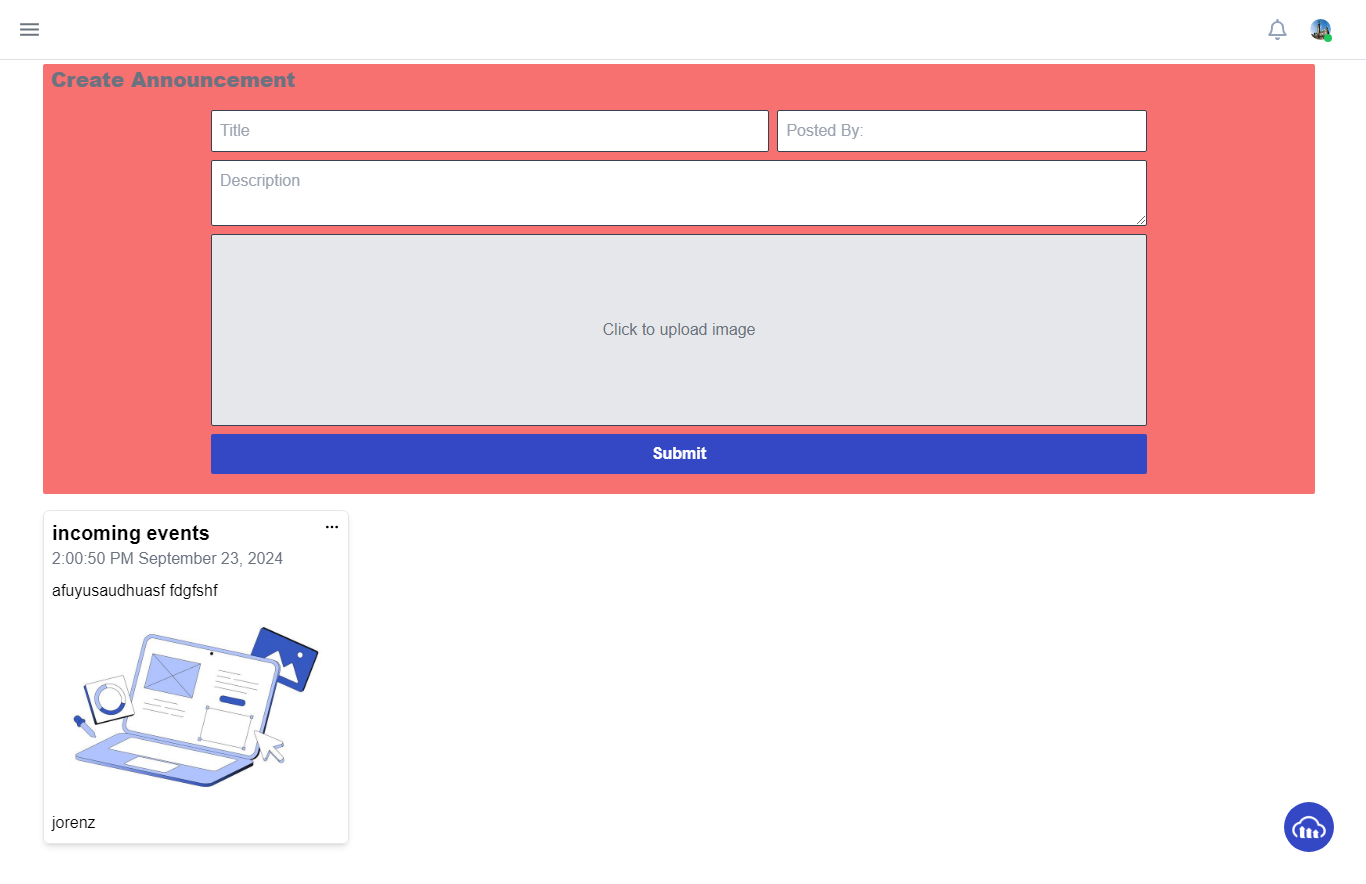 Create Announcement
Title
Posted By:
Description
Click to upload image
Submit
incoming events
...
2:00:50 PM September 23, 2024
afuyusaudhuasf fdgfshf
jorenz